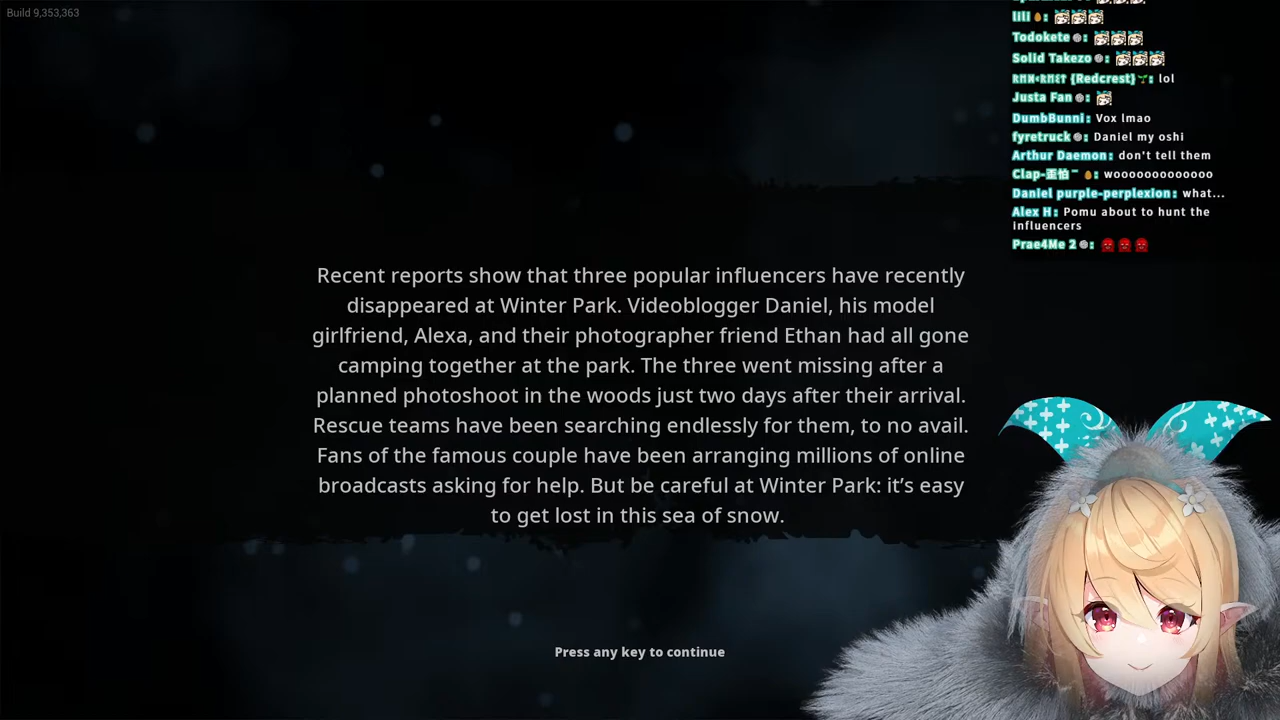 Build 9,353,363
lili:
Todokete:
Solid Takezo:
{Redcrest}: lol
Justa Fan:
DumbBunni: Vox lmao
fyretruck: Daniel my oshi
Arthur Daemon: don't tell them
Clap-歪怕~: wooooooooooooo
Daniel purple-perplexion: what...
Alex H: Pomu about to hunt the
influencers
Prae4Me 2:
Recent reports show that three popular influencers have recently
disappeared at Winter Park. Videoblogger Daniel, his model
girlfriend, Alexa, and their photographer friend Ethan had all gone
camping together at the park. The three went missing after a
planned photoshoot in the woods just two days after their arrival.
Rescue teams have been searching endlessly for them, to no avail.
Fans of the famous couple have been arranging millions of online
broadcasts asking for help. But be careful at Winter Park: it’s easy
to get lost in this sea of snow.
Press any key to continue